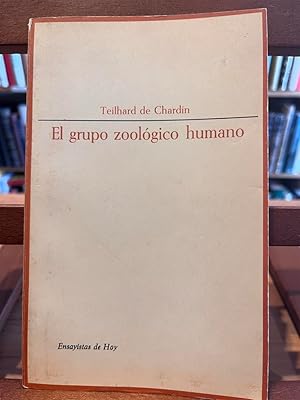 Teilhard de Chardin
El grupo zoológico humano
Ensayistas de Hoy